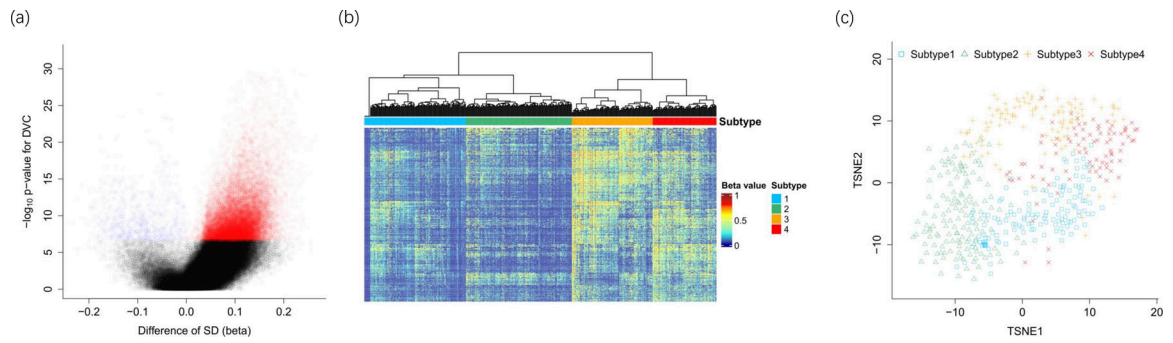 (a)
(b)
(c)
−log10 p-value for DVC
30
25
20
15
10
5
0
−0.2 −0.1 0.0 0.1 0.2
Difference of SD (beta)
Subtype
Beta value
1
0.5
0
Subtype
1
2
3
4
Subtype1 Subtype2 Subtype3 Subtype4
TSNE2
20
10
0
−10
−10 0 10 20
TSNE1